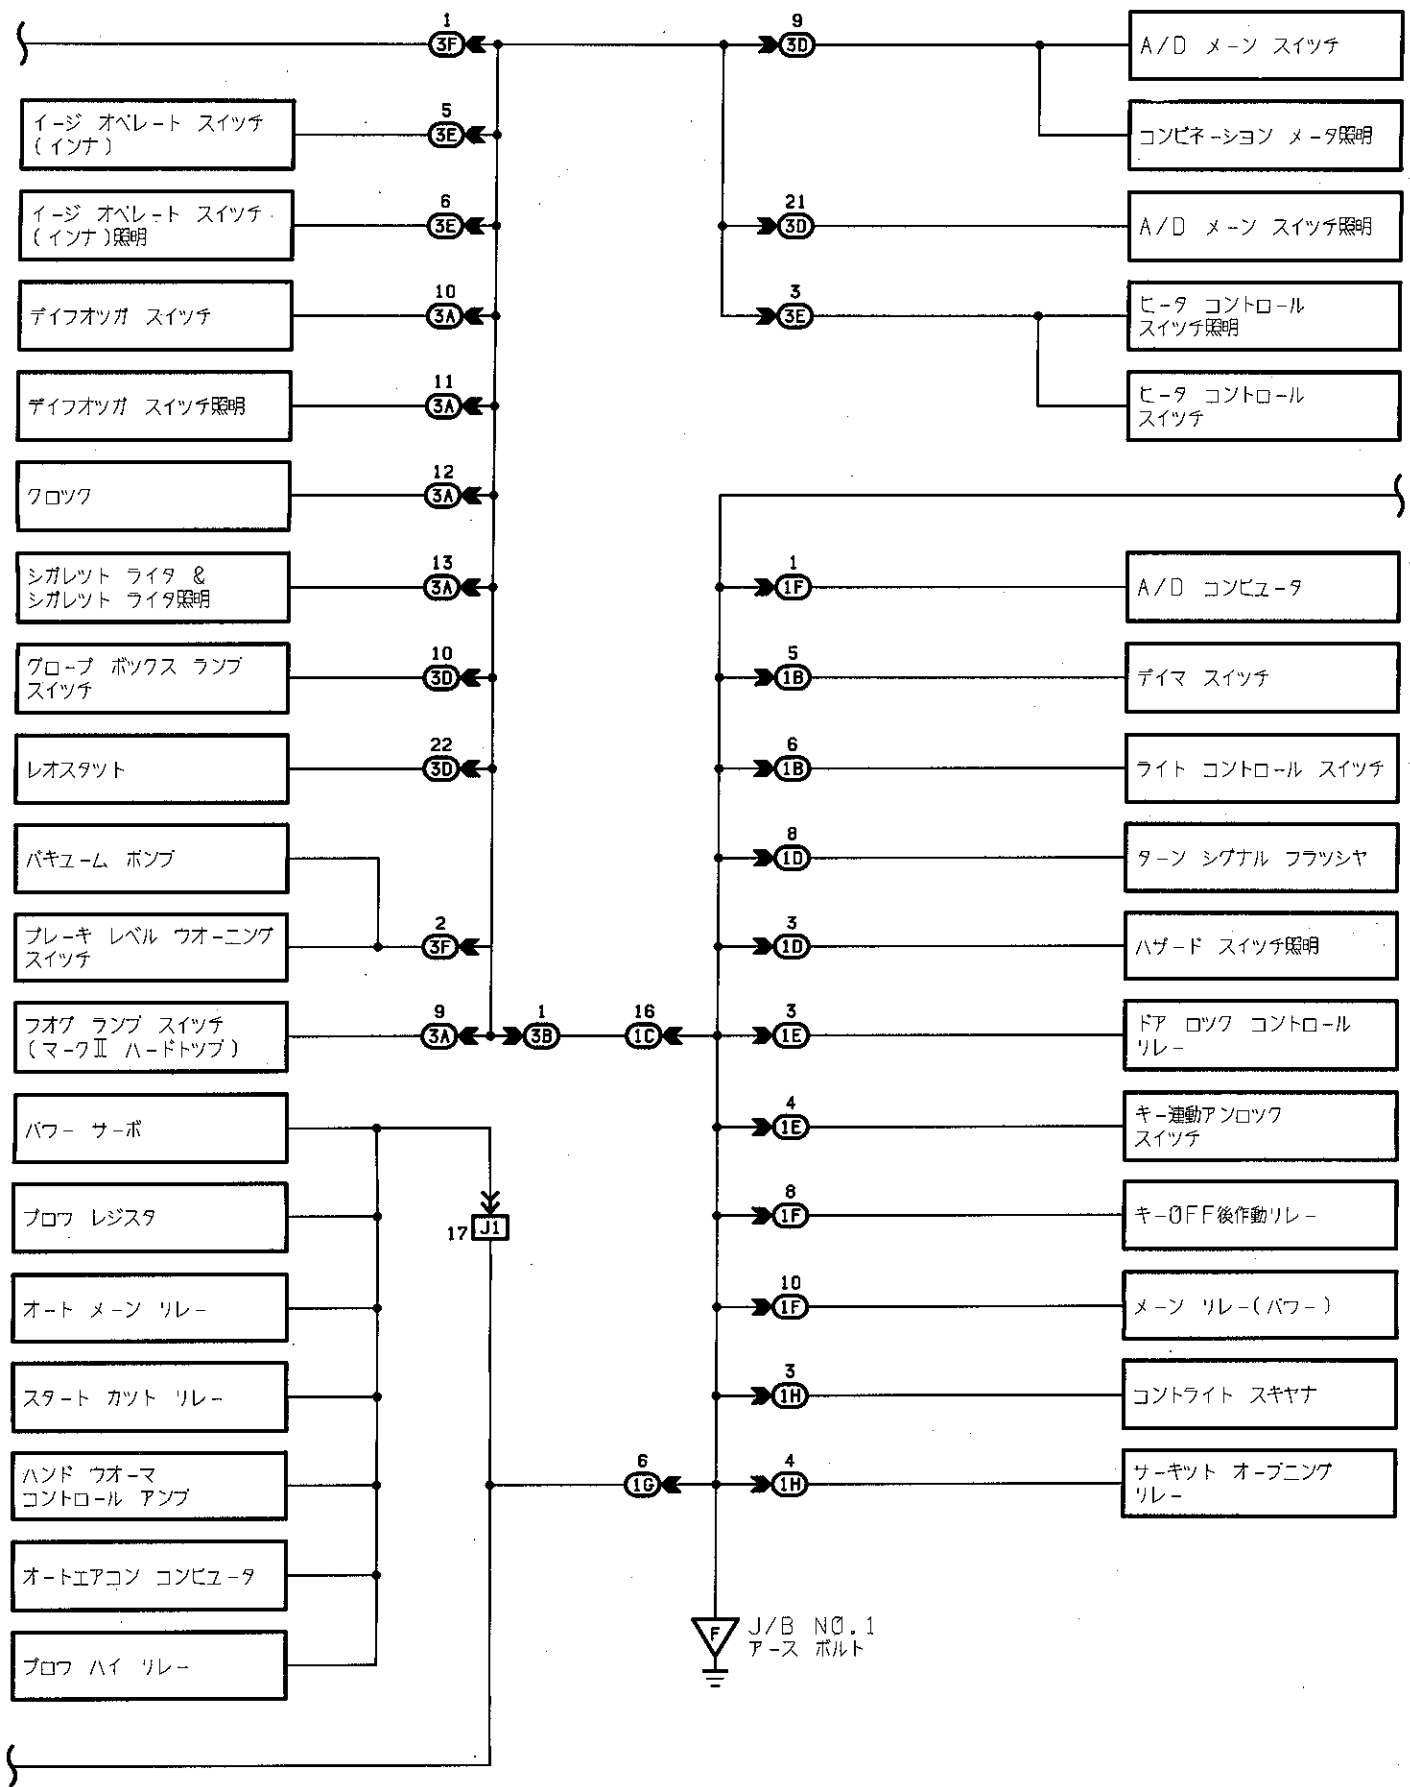 1
3F
9
3D
A/D メーン スイッチ
イージ オペレート スイツチ
(インナ)
5
3E
コンビネーション メータ照明
イージ オペレート スイツチ
(インナ)照明
6
3E
21
3D
A/D メーン スイツチ照明
デイフオツガ スイツチ
10
3A
3
3E
ヒータ コントロール
スイツチ照明
デイフオツガ スイツチ照明
11
3A
ヒータ コントロール
スイツチ
クロツク
12
3A
シガレツト ライタ &
シガレツト ライタ照明
13
3A
1
1F
A/D コンピュータ
グローブ ボックス ランプ
スイツチ
10
3D
5
1B
デイマ スイツチ
レオスタツト
22
3D
6
1B
ライト コントロール スイツチ
バキューム ポンプ
8
1D
ターン シグナル フラツシヤ
ブレーキ レベル ウオーニング
スイツチ
2
3F
3
1D
ハザード スイツチ照明
フオグ ランプ スイツチ
(マークⅡ ハードトツプ)
9
3A
1
3B
16
1C
3
1E
ドア ロツク コントロール
リレー
パワー サーボ
4
1E
キー連動アンロツク
スイツチ
ブロワ レジスタ
17
J1
8
1F
キーOFF後作動リレー
オート メーン リレー
10
1F
メーン リレー(パワー)
スタート カツト リレー
3
1H
コントライト スキヤナ
ハンド ウオーマ
コントロール アンプ
6
1G
4
1H
サーキット オープニング
リレー
オートエアコン コンピュータ
ブロワ ハイ リレー
F
J/B NO.1
アース ボルト